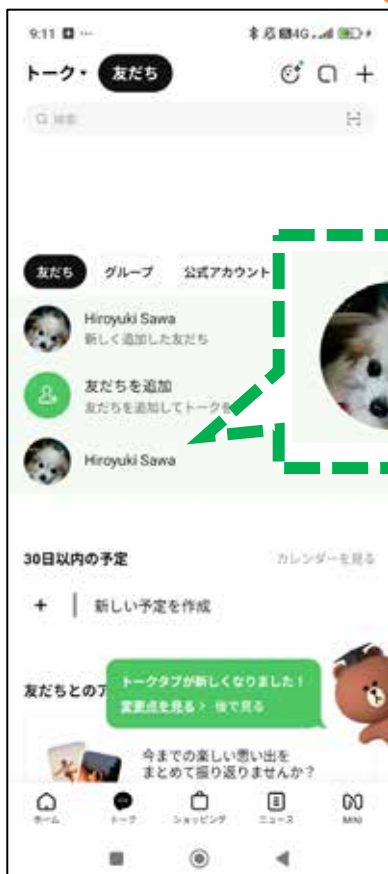 9:11
4G
トーク
友だち
検索
友だち グループ 公式アカウント
Hiroyuki Sawa
新しく追加した友だち
友だちを追加
友だちを追加してトークを
Hiroyuki Sawa
30日以内の予定
カレンダーを見る
+ 新しい予定を作成
友だちとのア
トークタブが新しくなりました！
変更点を見る> 後で見る
今までの楽しい思い出を
まとめて振り返りませんか？
ホーム トーク ショッピング ニュース MINI